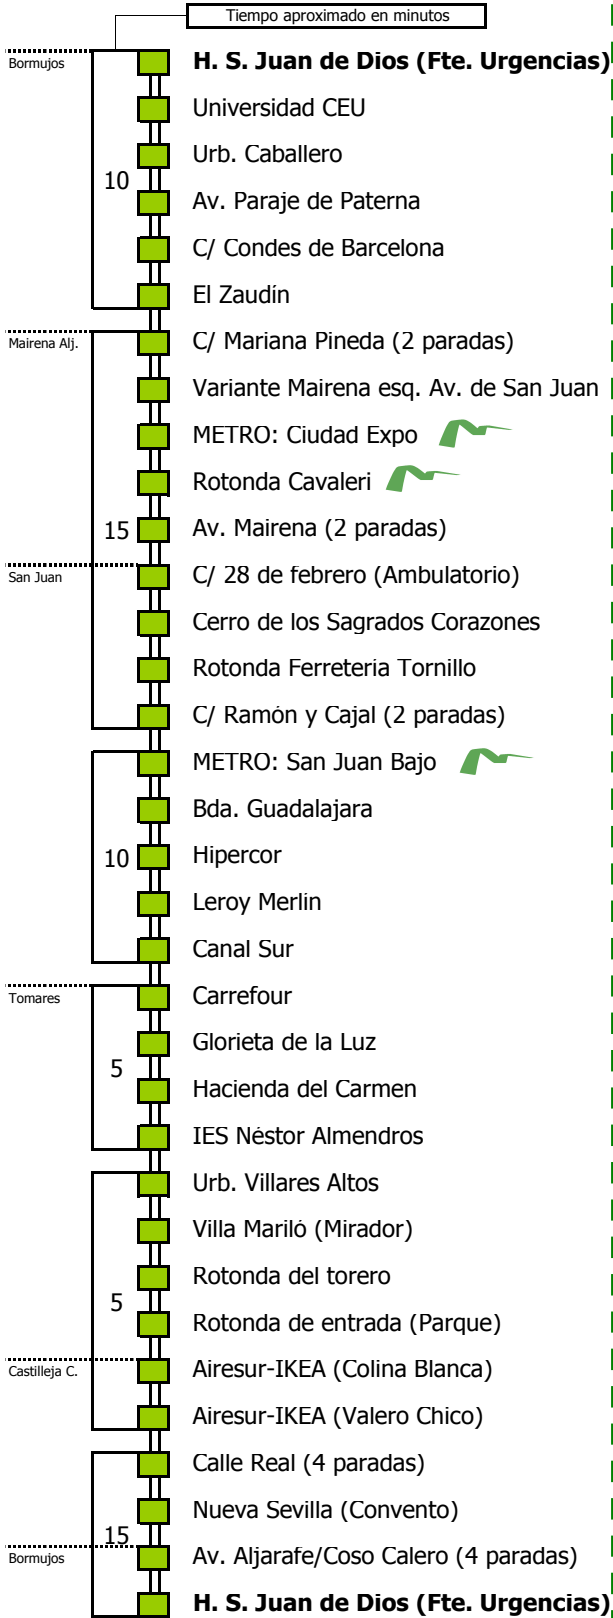 Tiempo aproximado en minutos
Bormujos
H. S. Juan de Dios (Fte. Urgencias)
Universidad CEU
Urb. Caballero
10
Av. Paraje de Paterna
C/ Condes de Barcelona
El Zaudín
Mairena Alj.
C/ Mariana Pineda (2 paradas)
Variante Mairena esq. Av. de San Juan
METRO: Ciudad Expo
Rotonda Cavaleri
15
Av. Mairena (2 paradas)
San Juan
C/ 28 de febrero (Ambulatorio)
Cerro de los Sagrados Corazones
Rotonda Ferretería Tornillo
C/ Ramón y Cajal (2 paradas)
METRO: San Juan Bajo
Bda. Guadalajara
10
Hipercor
Leroy Merlín
Canal Sur
Tomares
Carrefour
Glorieta de la Luz
5
Hacienda del Carmen
IES Néstor Almendros
Urb. Villares Altos
Villa Mariló (Mirador)
Rotonda del torero
5
Rotonda de entrada (Parque)
Castilleja C.
Airesur-IKEA (Colina Blanca)
Airesur-IKEA (Valero Chico)
Calle Real (4 paradas)
Nueva Sevilla (Convento)
15
Bormujos
Av. Aljarafe/Coso Calero (4 paradas)
H. S. Juan de Dios (Fte. Urgencias)